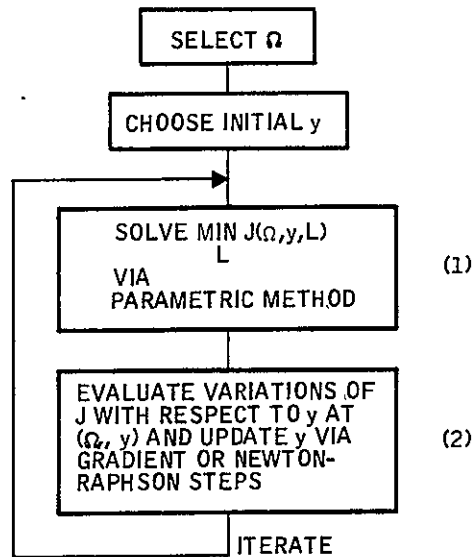 SELECT Ω
CHOOSE INITIAL y
SOLVE MIN J(Ω,y,L)
L
VIA
PARAMETRIC METHOD
(1)
EVALUATE VARIATIONS OF
J WITH RESPECT TO y AT
(Ω, y) AND UPDATE y VIA
GRADIENT OR NEWTON-
RAPHSON STEPS
(2)
ITERATE